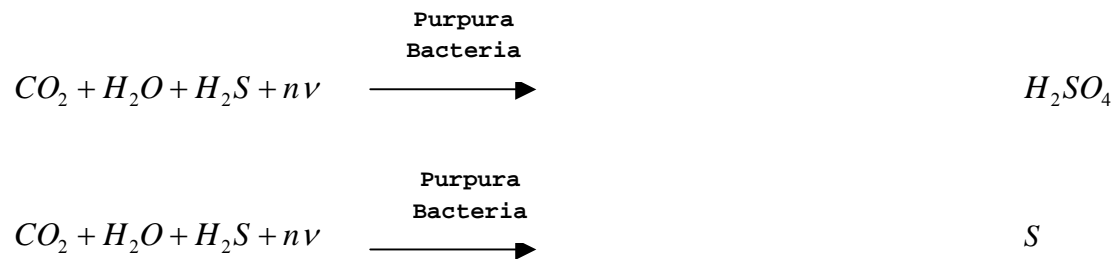 Purpura
Bacteria
CO₂ + H₂O + H₂S + nν ⟶ H₂SO₄
Purpura
Bacteria
CO₂ + H₂O + H₂S + nν ⟶ S